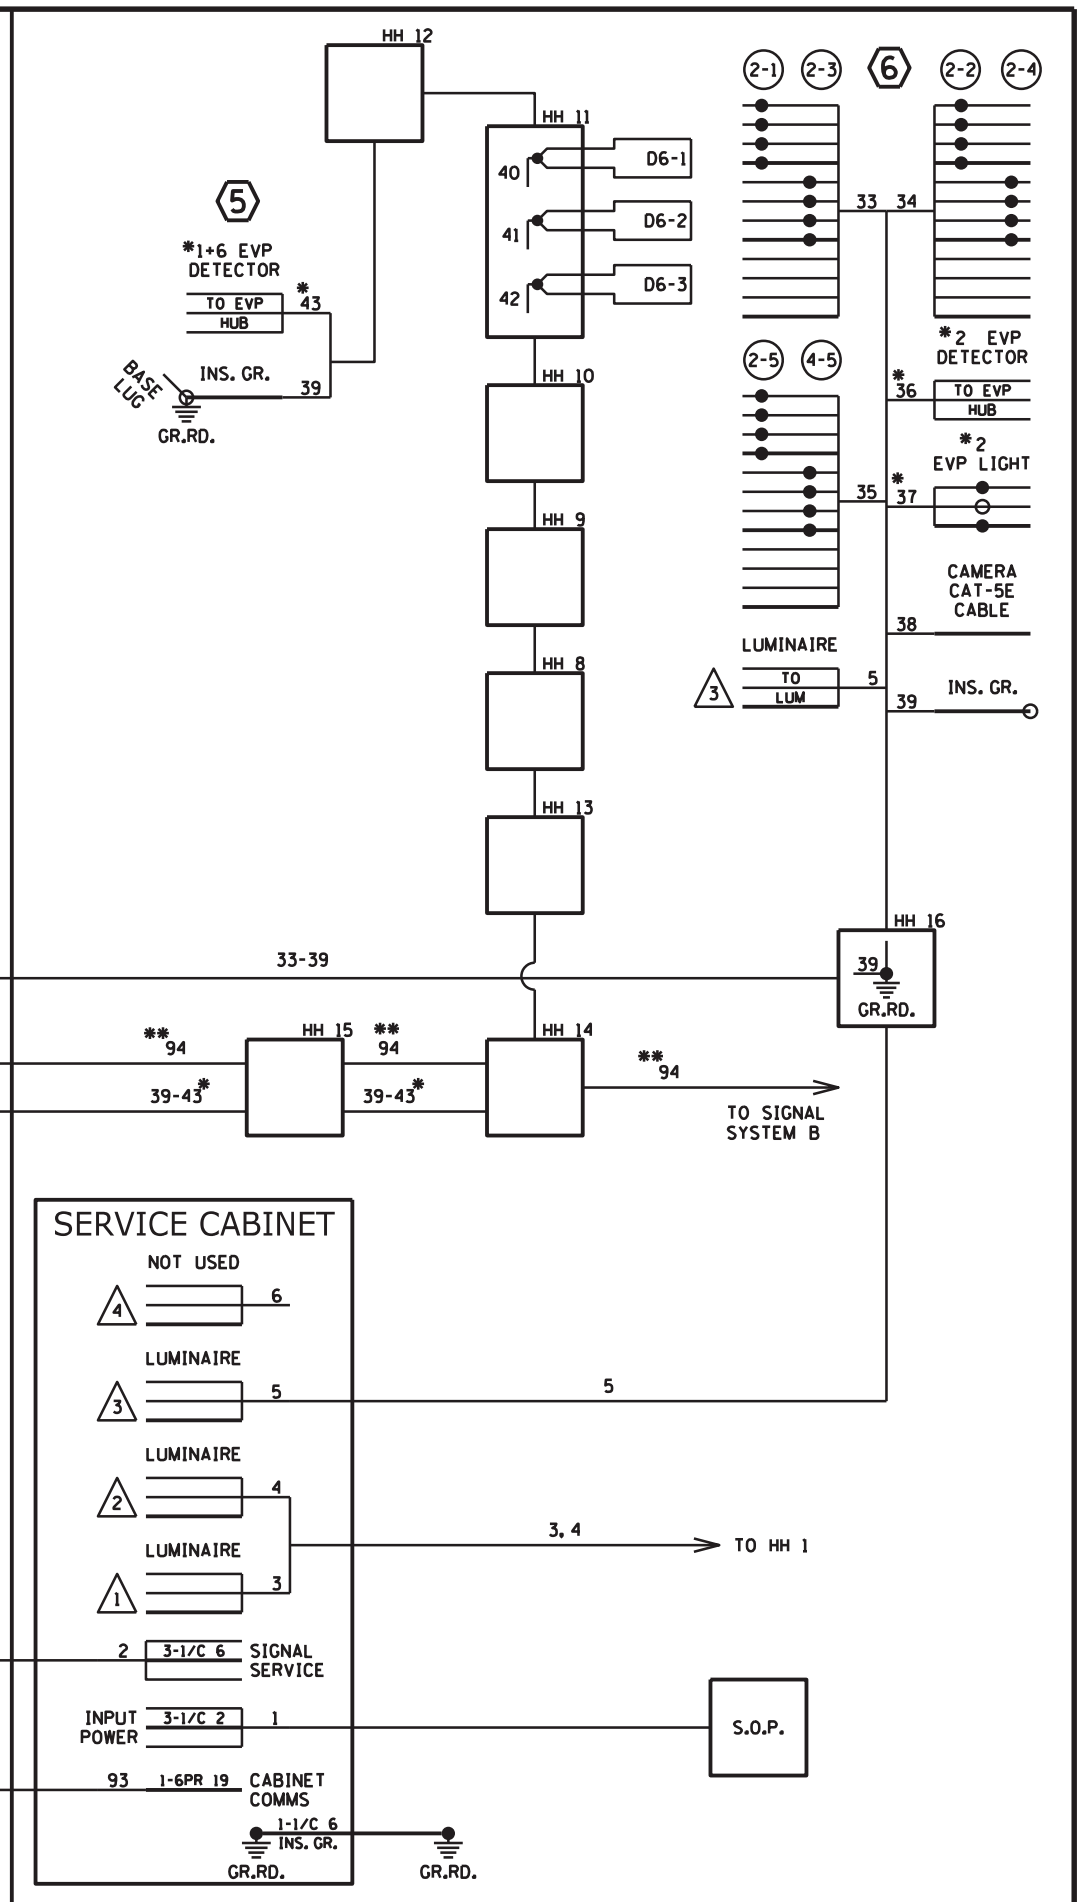 HH 12
2-1 2-3 6 2-2 2-4
HH 11
40
D6-1
41
D6-2
42
D6-3
33 34
5
*1+6 EVP
DETECTOR
*
43
TO EVP
HUB
INS. GR.
39
BASE
LUG
GR.RD.
2-5 4-5
*2 EVP
DETECTOR
*
36
TO EVP
HUB
*2
EVP LIGHT
35
*
37
CAMERA
CAT-5E
CABLE
38
LUMINAIRE
3
TO
LUM
5
39
INS. GR.
HH 10
HH 9
HH 8
HH 13
HH 16
39
GR.RD.
33-39
HH 15
**
94
39-43*
**
94
39-43*
HH 14
**
94
TO SIGNAL
SYSTEM B
SERVICE CABINET
NOT USED
4
6
LUMINAIRE
3
5
5
LUMINAIRE
2
4
3, 4
TO HH 1
LUMINAIRE
1
3
2
3-1/C 6
SIGNAL
SERVICE
INPUT
POWER
3-1/C 2
1
S.O.P.
93
1-6PR 19
CABINET
COMMS
1-1/C 6
INS. GR.
GR.RD.
GR.RD.